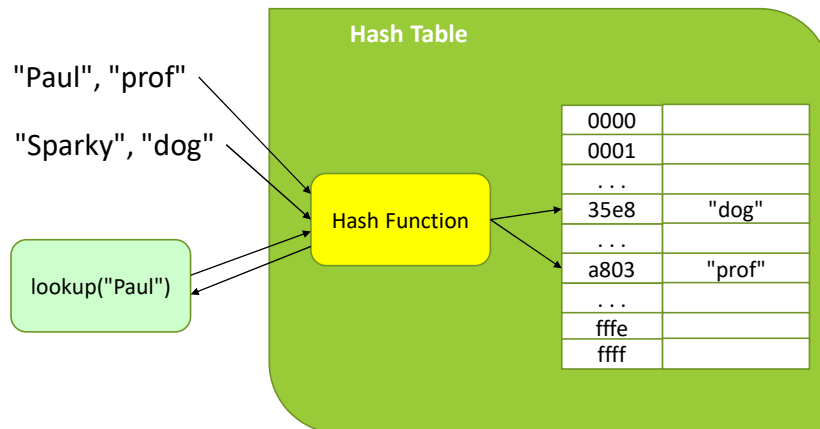 Hash Table
"Paul", "prof"
"Sparky", "dog"
Hash Function
lookup("Paul")
0000
0001
. . .
35e8 "dog"
. . .
a803 "prof"
. . .
fffe
ffff